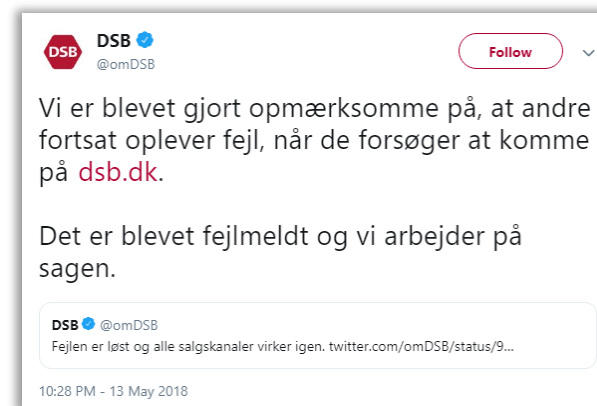 DSB
DSB
@omDSB
Follow
Vi er blevet gjort opmærksomme på, at andre
fortsat oplever fejl, når de forsøger at komme
på dsb.dk.
Det er blevet fejlmeldt og vi arbejder på
sagen.
DSB @omDSB
Fejlen er løst og alle salgskanaler virker igen. twitter.com/omDSB/status/9...
10:28 PM - 13 May 2018